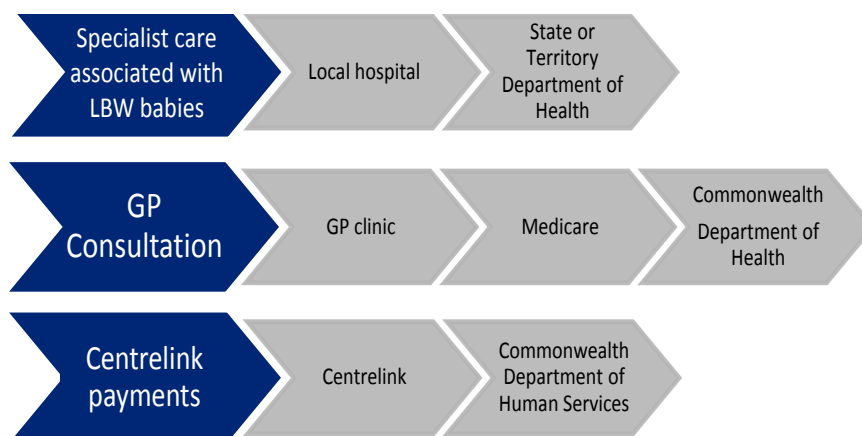 Specialist care
associated with
LBW babies
Local hospital
State or
Territory
Department of
Health
GP
Consultation
GP clinic
Medicare
Commonwealth
Department of
Health
Centrelink
payments
Centrelink
Commonwealth
Department of
Human Services